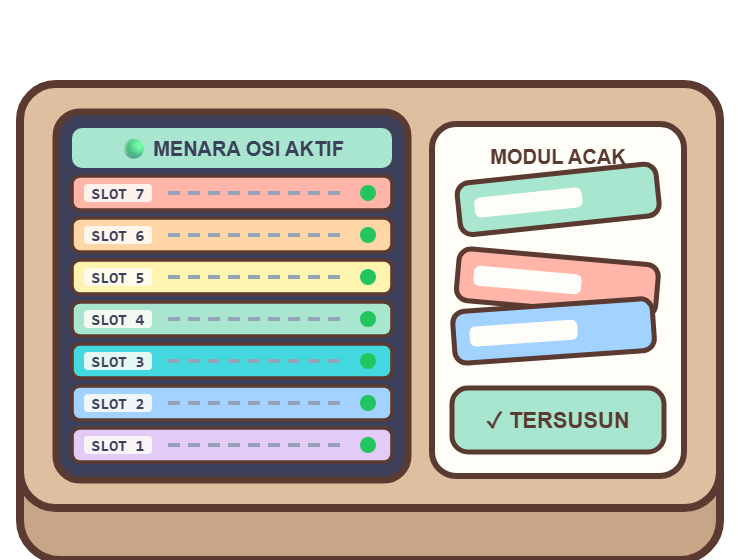 MENARA OSI AKTIF
SLOT 7
SLOT 6
SLOT 5
SLOT 4
SLOT 3
SLOT 2
SLOT 1
MODUL ACAK
✓ TERSUSUN